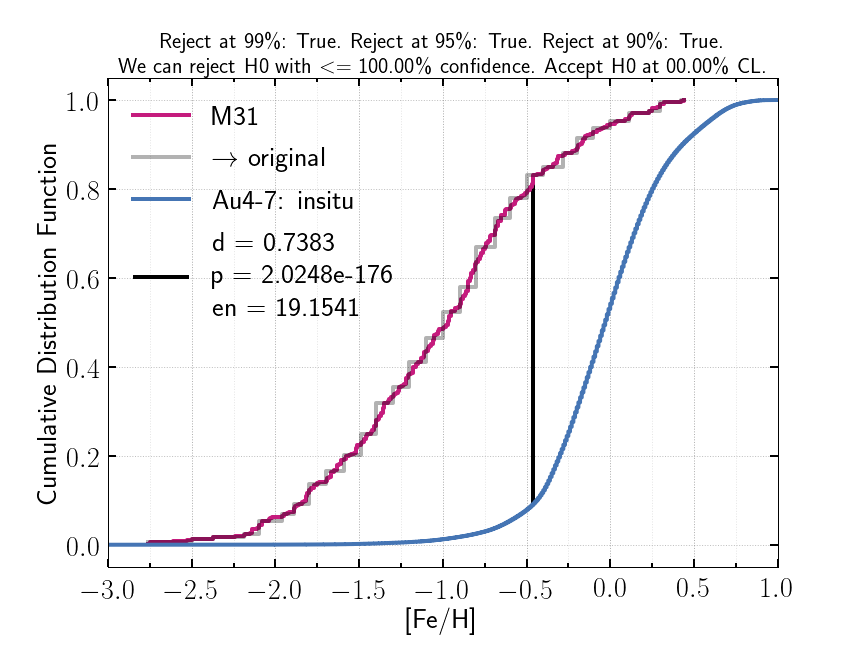 Reject at 99%: True. Reject at 95%: True. Reject at 90%: True.
We can reject H0 with <= 100.00% confidence. Accept H0 at 00.00% CL.
Cumulative Distribution Function
1.0
0.8
0.6
0.4
0.2
0.0
M31
→ original
Au4-7: insitu
d = 0.7383
p = 2.0248e-176
en = 19.1541
−3.0 −2.5 −2.0 −1.5 −1.0 −0.5 0.0 0.5 1.0
[Fe/H]